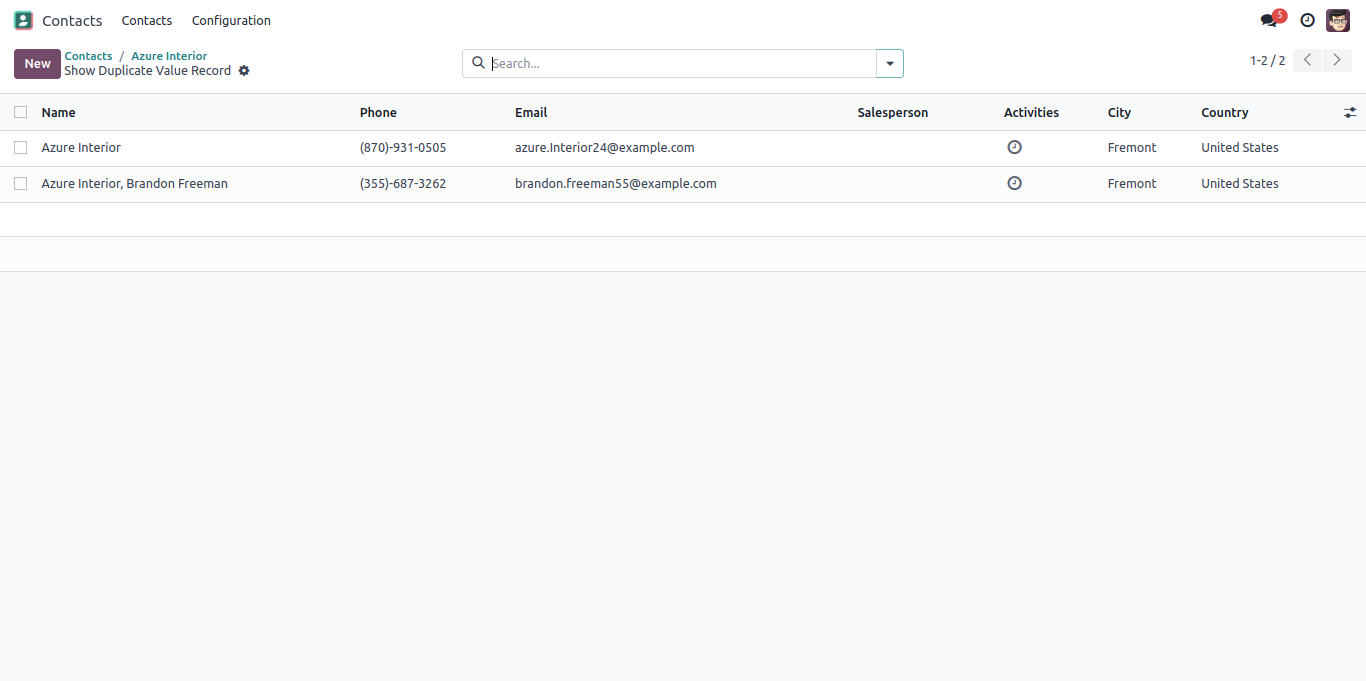 Contacts Contacts Configuration 5
New Contacts / Azure Interior
Show Duplicate Value Record
Search...
1-2 / 2
Name Phone Email Salesperson Activities City Country
Azure Interior (870)-931-0505 azure.Interior24@example.com Fremont United States
Azure Interior, Brandon Freeman (355)-687-3262 brandon.freeman55@example.com Fremont United States